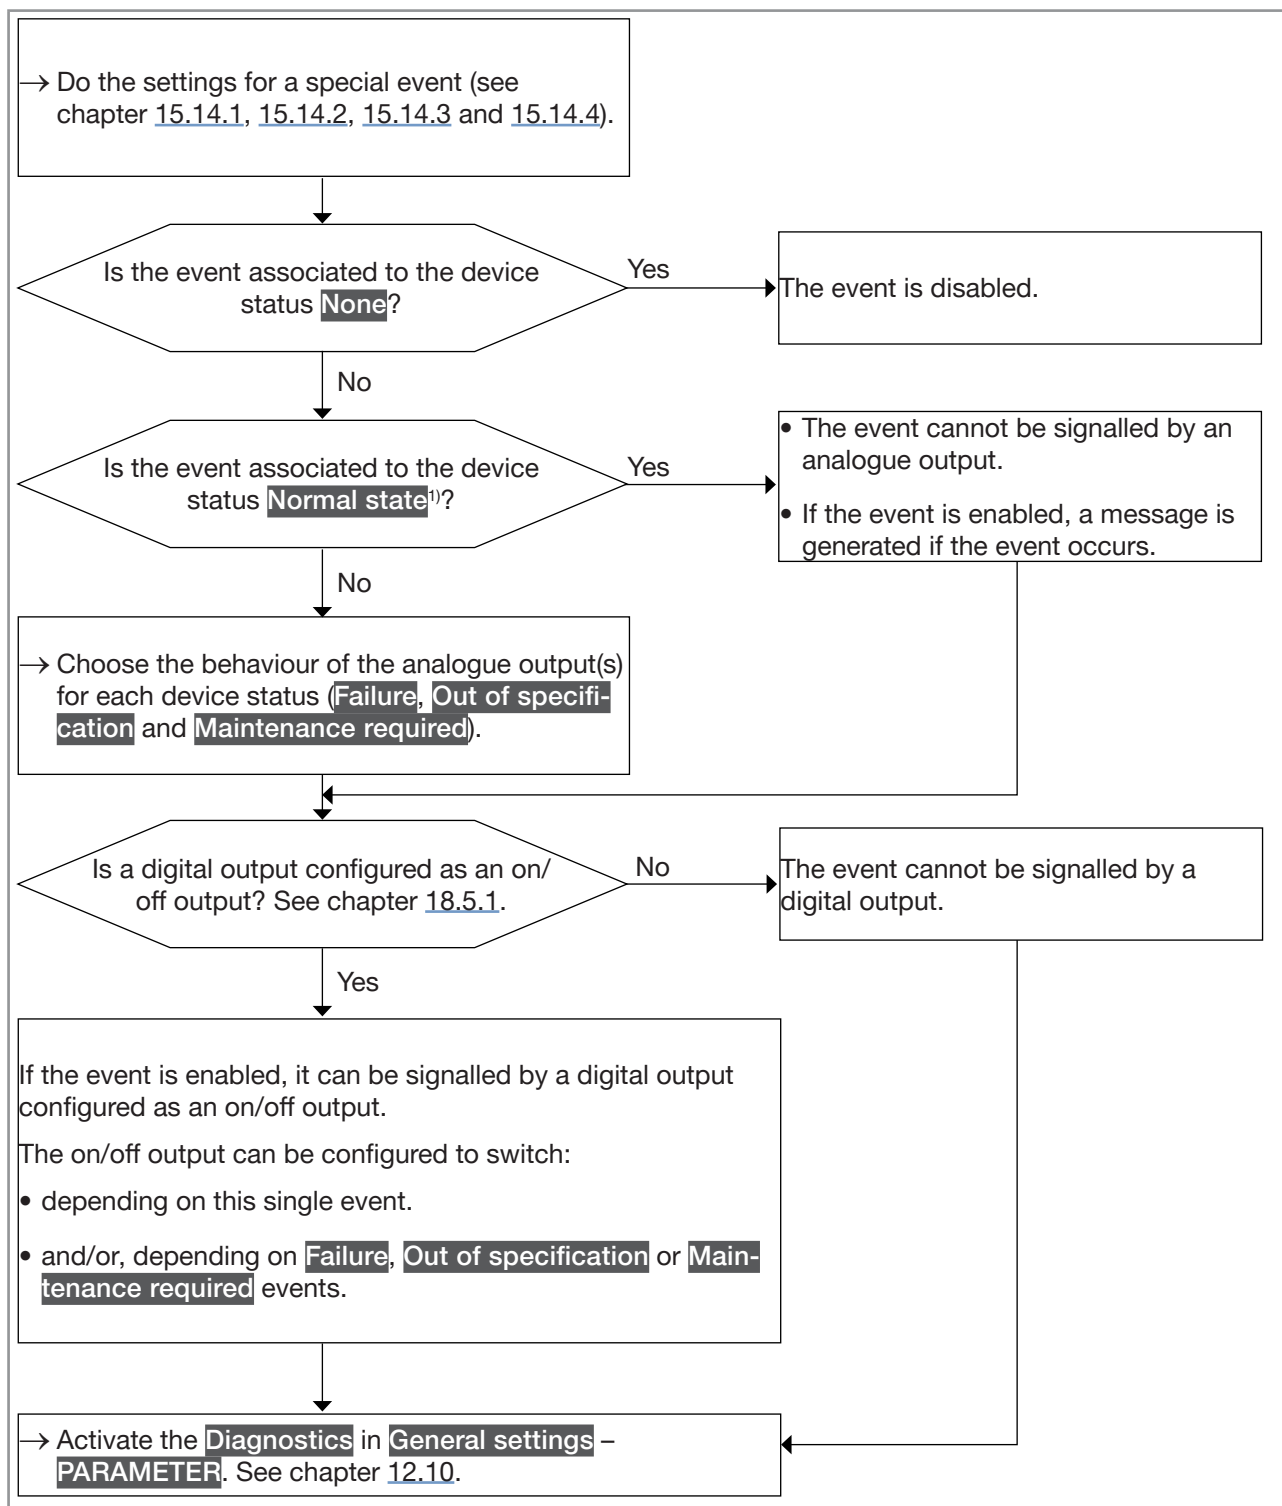 → Do the settings for a special event (see
chapter 15.14.1, 15.14.2, 15.14.3 and 15.14.4).
Is the event associated to the device
status None?
Yes
The event is disabled.
No
Is the event associated to the device
status Normal state1)?
Yes
• The event cannot be signalled by an
analogue output.
• If the event is enabled, a message is
generated if the event occurs.
No
→ Choose the behaviour of the analogue output(s)
for each device status (Failure, Out of specifi-
cation and Maintenance required).
Is a digital output configured as an on/
off output? See chapter 18.5.1.
No
The event cannot be signalled by a
digital output.
Yes
If the event is enabled, it can be signalled by a digital output
configured as an on/off output.
The on/off output can be configured to switch:
• depending on this single event.
• and/or, depending on Failure, Out of specification or Main-
tenance required events.
→ Activate the Diagnostics in General settings –
PARAMETER. See chapter 12.10.